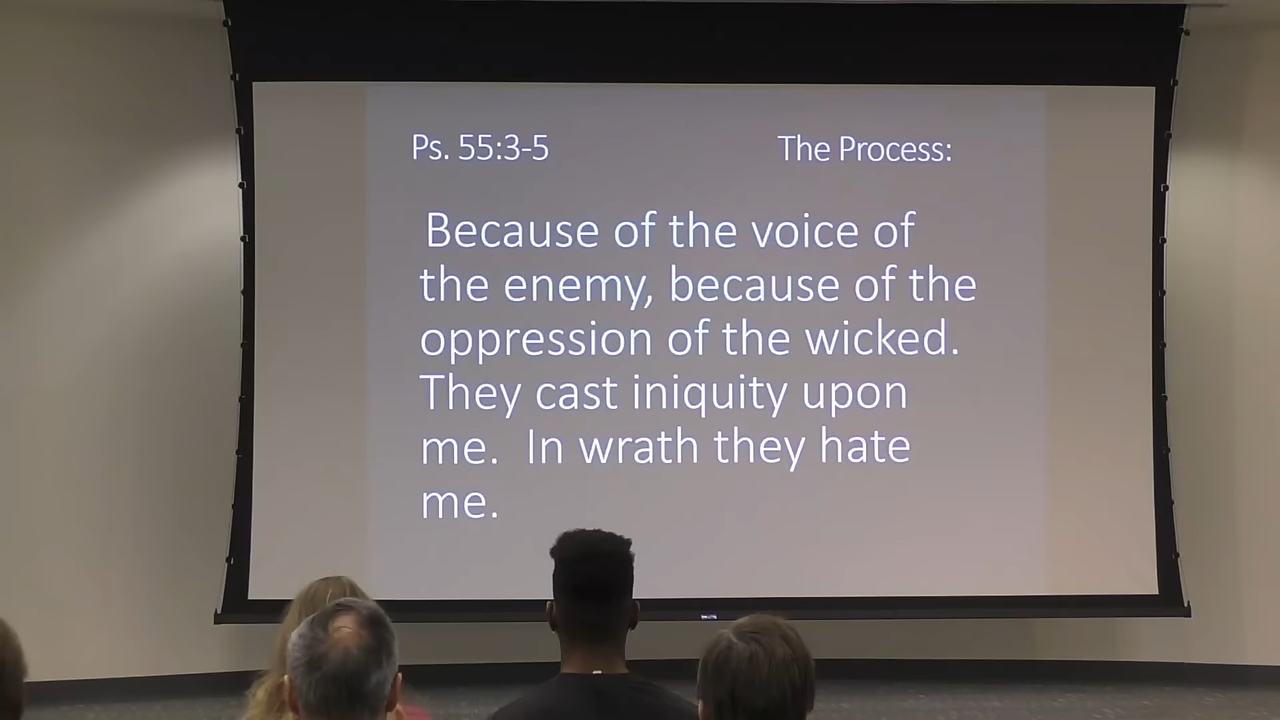 Ps. 55:3-5 The Process:
Because of the voice of
the enemy, because of the
oppression of the wicked.
They cast iniquity upon
me. In wrath they hate
me.